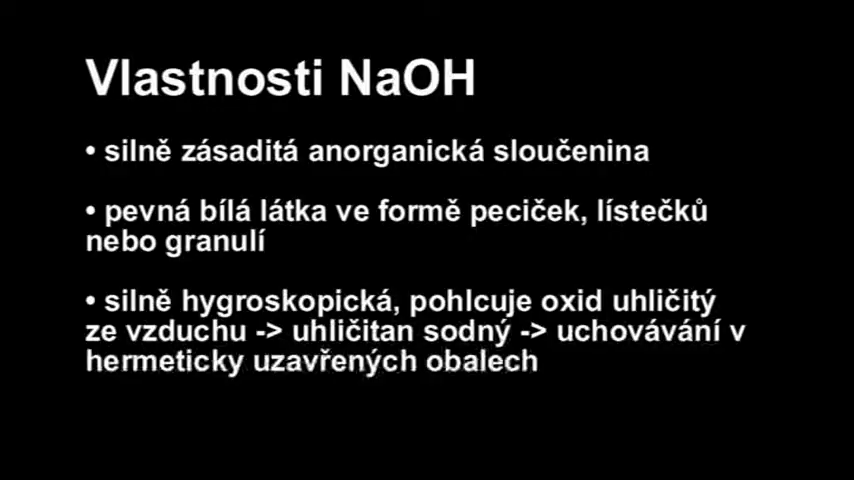 Vlastnosti NaOH
• silně zásaditá anorganická sloučenina
• pevná bílá látka ve formě peciček, lístečků
nebo granulí
• silně hygroskopická, pohlcuje oxid uhličitý
ze vzduchu -> uhličitan sodný -> uchovávání v
hermeticky uzavřených obalech